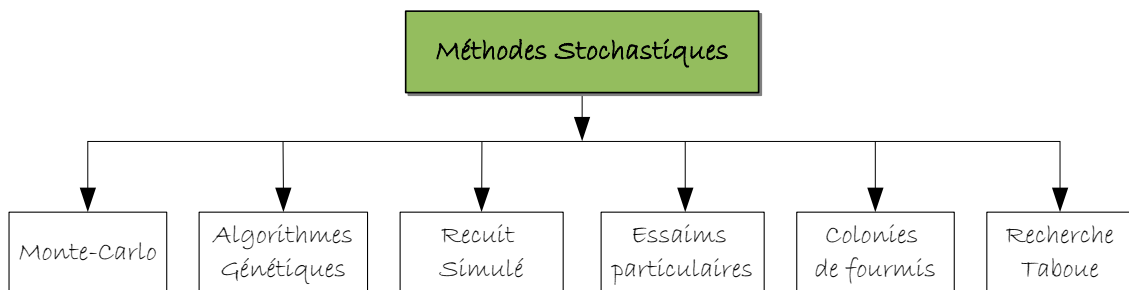 Méthodes Stochastiques
Monte-Carlo
Algorithmes
Génétiques
Recuit
Simulé
Essaims
particulaires
Colonies
de fourmis
Recherche
Taboue